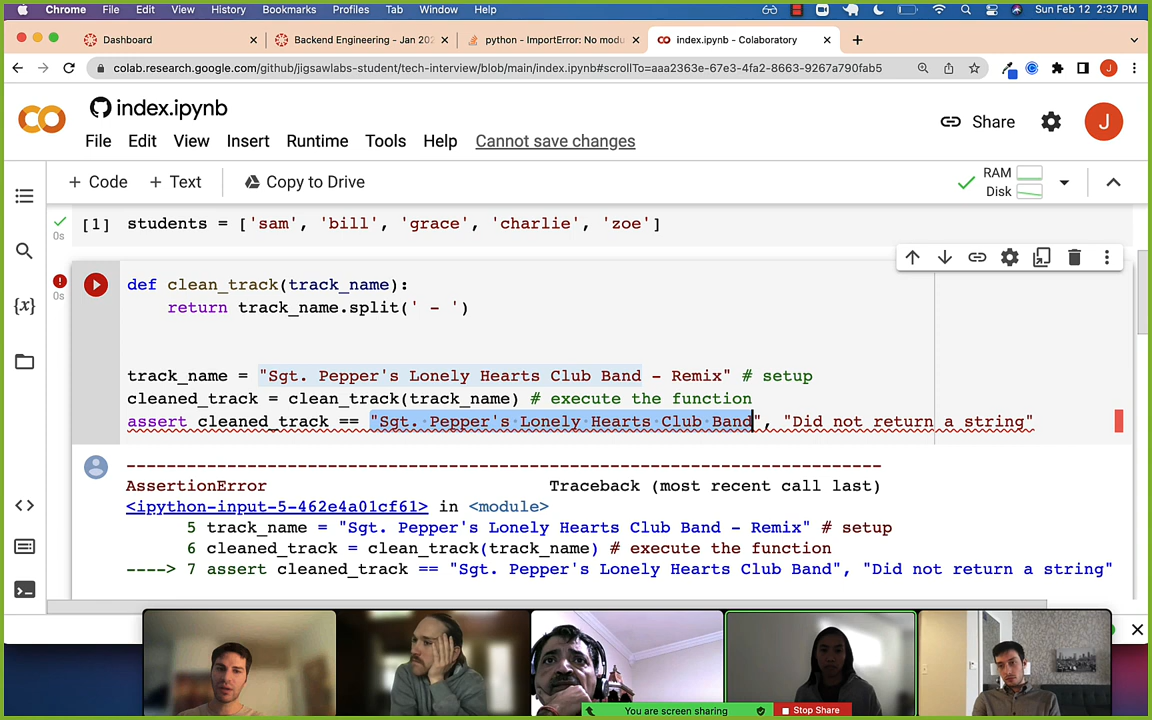 Chrome File Edit View History Bookmarks Profiles Tab Window Help Sun Feb 12 2:37 PM
Dashboard Backend Engineering - Jan 202 python - ImportError: No modu index.ipynb - Colaboratory
colab.research.google.com/github/jigsawlabs-student/tech-interview/blob/main/index.ipynb#scrollTo=aaa2363e-67e3-4fa2-8663-9267a790fab5 J
index.ipynb
Share J
File Edit View Insert Runtime Tools Help Cannot save changes
+ Code + Text Copy to Drive
RAM
Disk
[1] students = ['sam', 'bill', 'grace', 'charlie', 'zoe']
0s
def clean_track(track_name):
0s
return track_name.split(' - ')
track_name = "Sgt. Pepper's Lonely Hearts Club Band - Remix" # setup
cleaned_track = clean_track(track_name) # execute the function
assert cleaned_track == "Sgt. Pepper's Lonely Hearts Club Band", "Did not return a string"
---------------------------------------------------------------------------
AssertionError Traceback (most recent call last)
<ipython-input-5-462e4a01cf61> in <module>
5 track_name = "Sgt. Pepper's Lonely Hearts Club Band - Remix" # setup
6 cleaned_track = clean_track(track_name) # execute the function
----> 7 assert cleaned_track == "Sgt. Pepper's Lonely Hearts Club Band", "Did not return a string"
You are screen sharing Stop Share